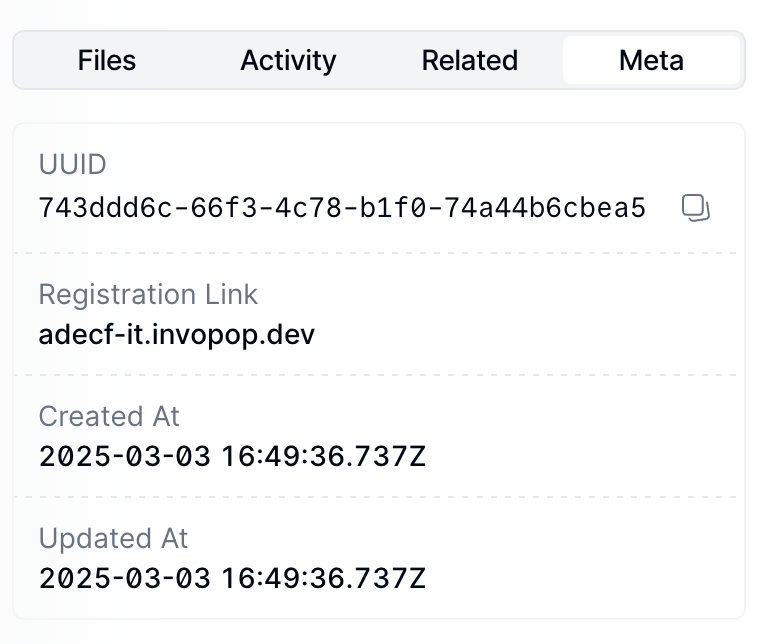 Files Activity Related Meta
UUID
743ddd6c-66f3-4c78-b1f0-74a44b6cbea5
Registration Link
adecf-it.invopop.dev
Created At
2025-03-03 16:49:36.737Z
Updated At
2025-03-03 16:49:36.737Z